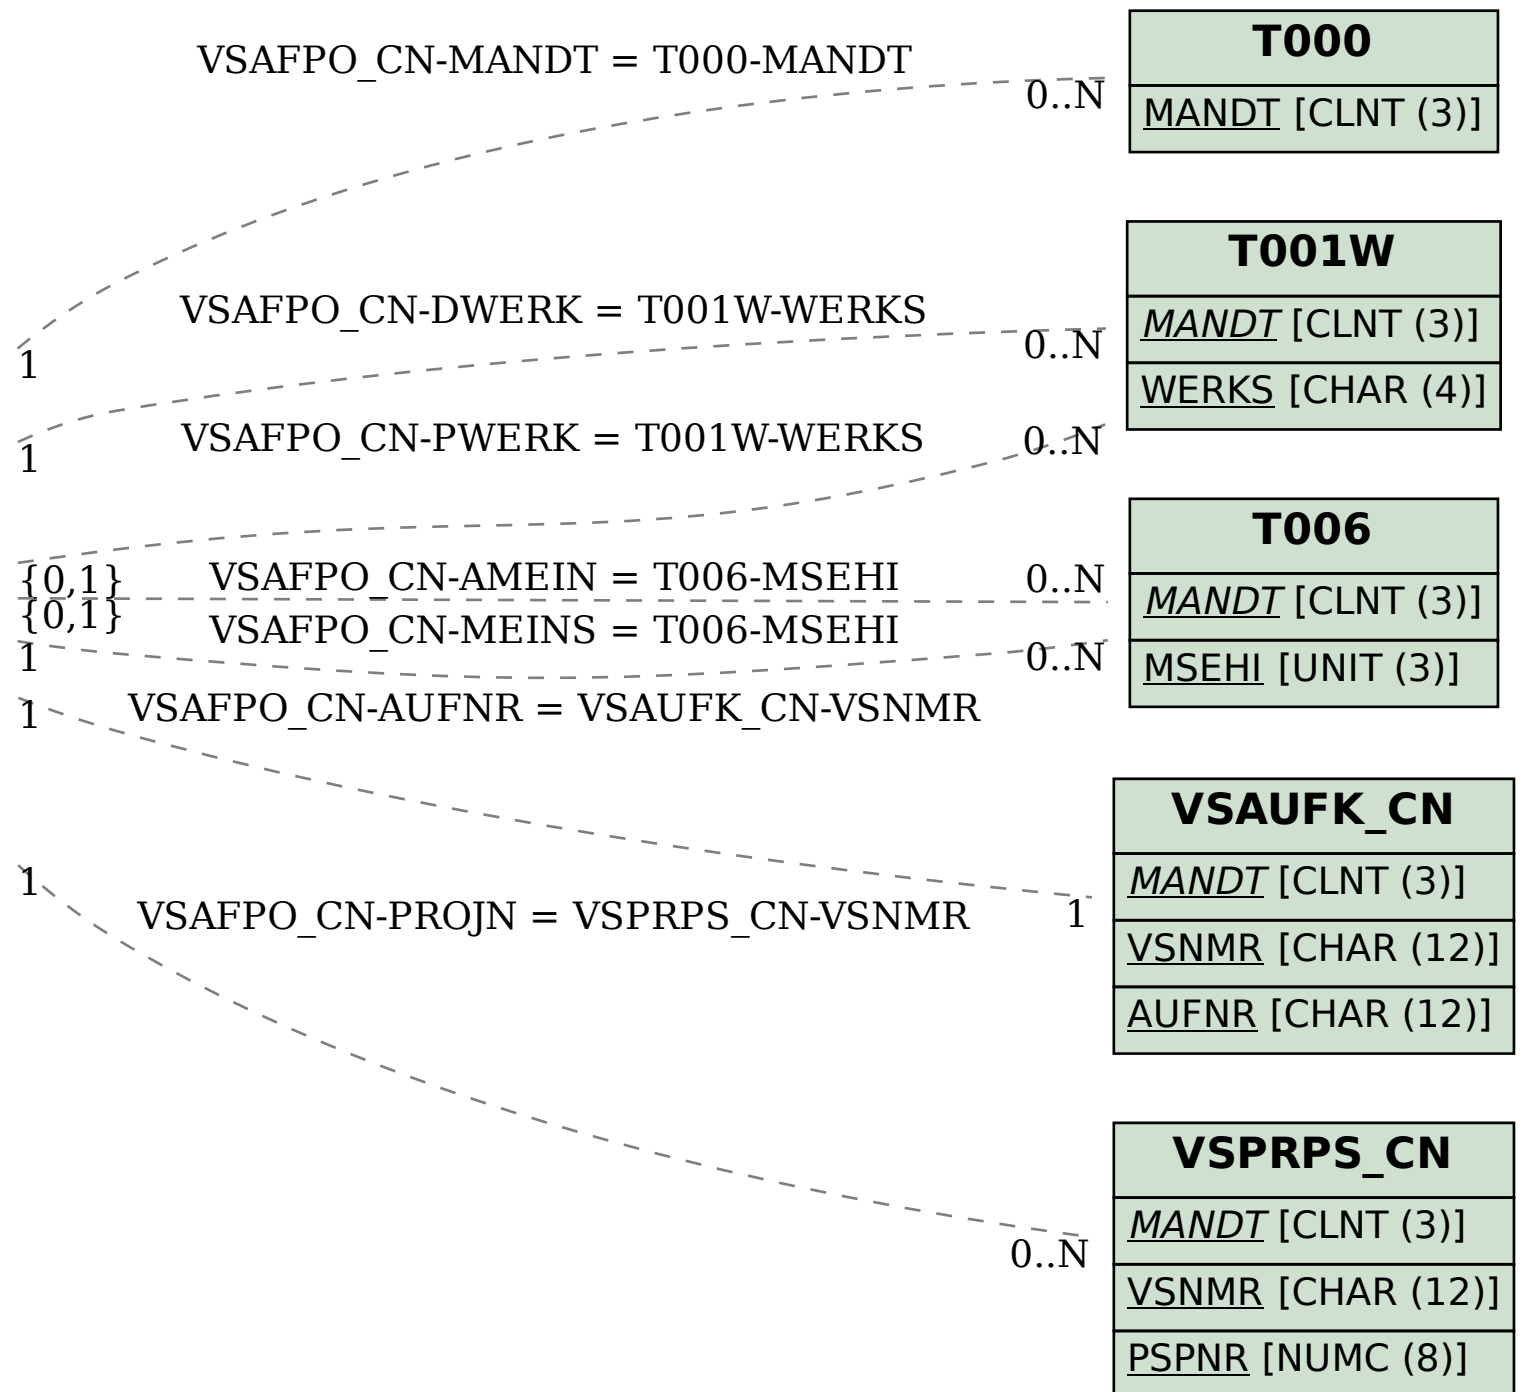 T000
MANDT [CLNT (3)]
VSAFPO_CN-MANDT = T000-MANDT
0..N
1
T001W
MANDT [CLNT (3)]
WERKS [CHAR (4)]
VSAFPO_CN-DWERK = T001W-WERKS
0..N
1
VSAFPO_CN-PWERK = T001W-WERKS
0..N
{0,1}
T006
MANDT [CLNT (3)]
MSEHI [UNIT (3)]
VSAFPO_CN-AMEIN = T006-MSEHI
0..N
{0,1}
VSAFPO_CN-MEINS = T006-MSEHI
0..N
1
VSAFPO_CN-AUFNR = VSAUFK_CN-VSNMR
1
1
VSAUFK_CN
MANDT [CLNT (3)]
VSNMR [CHAR (12)]
AUFNR [CHAR (12)]
VSAFPO_CN-PROJN = VSPRPS_CN-VSNMR
1
0..N
VSPRPS_CN
MANDT [CLNT (3)]
VSNMR [CHAR (12)]
PSPNR [NUMC (8)]